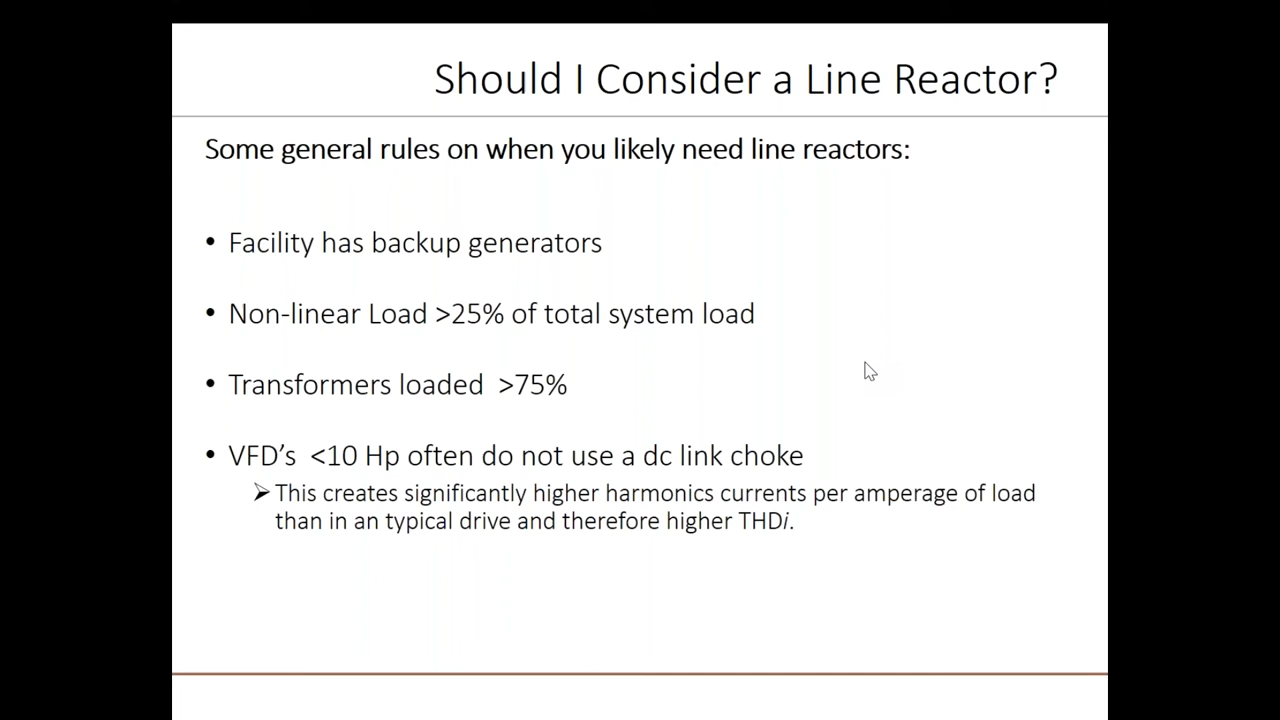 Should I Consider a Line Reactor?
Some general rules on when you likely need line reactors:
• Facility has backup generators
• Non-linear Load >25% of total system load
• Transformers loaded >75%
• VFD's <10 Hp often do not use a dc link choke
➢ This creates significantly higher harmonics currents per amperage of load
than in an typical drive and therefore higher THDi.